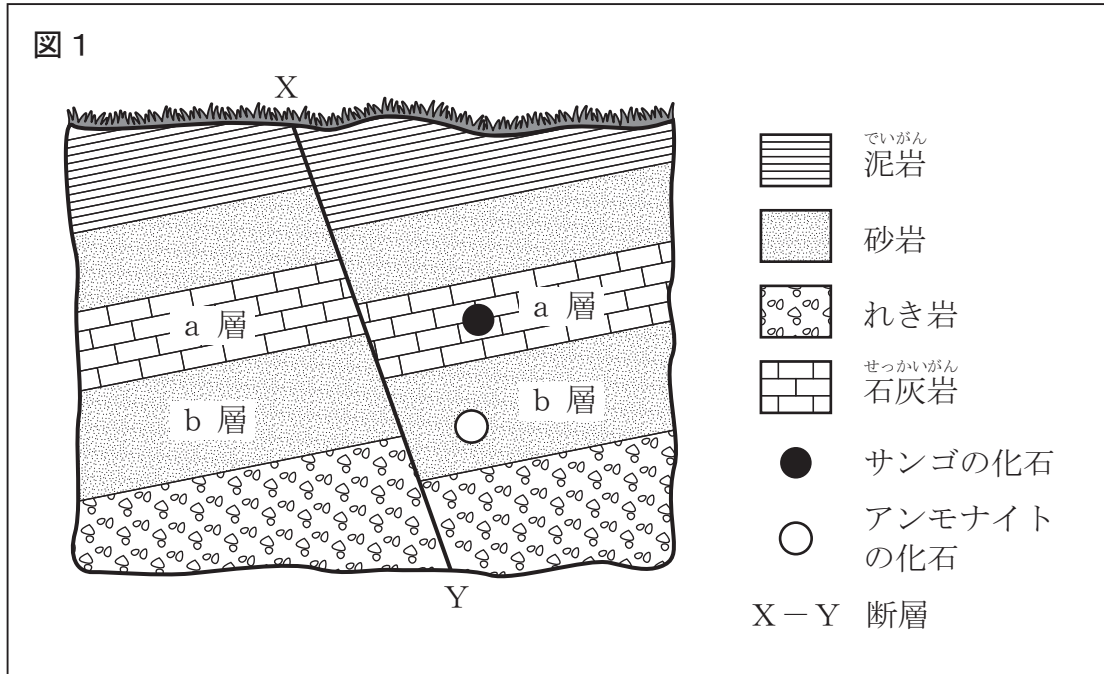 図1
X
a 層
a 層
b 層
b 層
Y
でいがん
泥岩
砂岩
れき岩
せっかいがん
石灰岩
サンゴの化石
アンモナイト
の化石
X－Y 断層